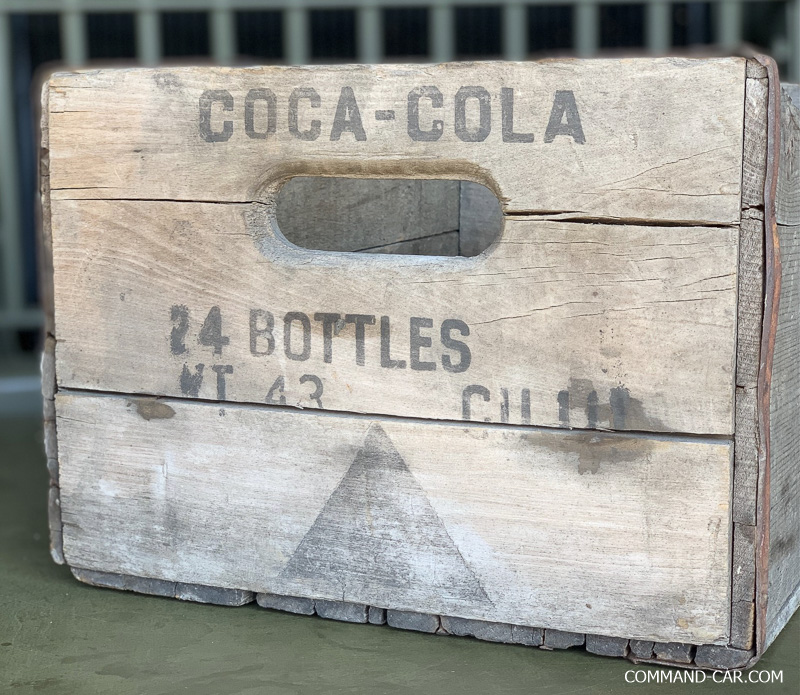 COCA-COLA
24 BOTTLES
WT 43
COMMAND-CAR.COM